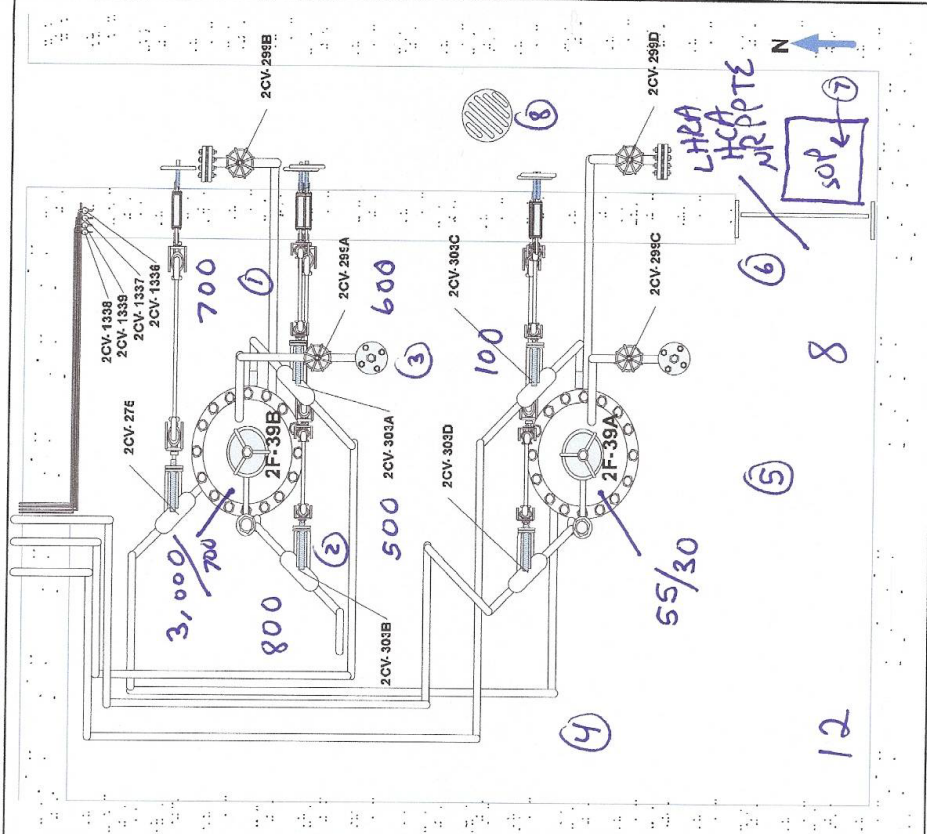 2CV-299B
2CV-299D
N
8
LHRA
HCA
NRPPTE
SOP
7
2CV-1338
2CV-1339
2CV-1337
2CV-1336
700
1
2CV-299A
600
2CV-303C
2CV-299C
6
3
100
8
2CV-276
2F-39B
2CV-303A
2CV-303D
2F-39A
5
3,000/700
2
500
800
2CV-303B
55/30
4
12